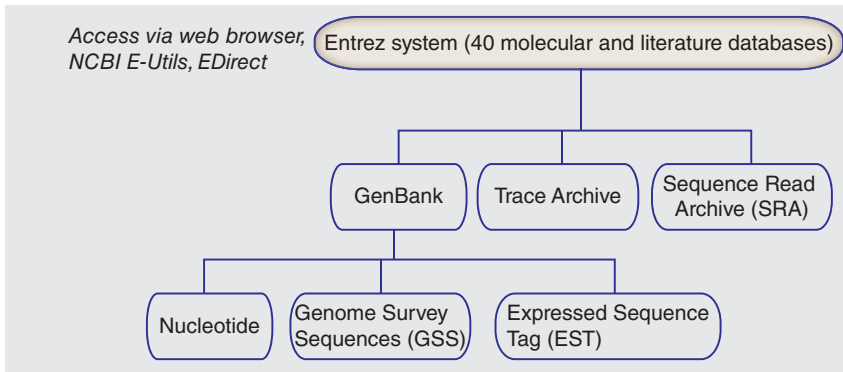 Access via web browser,
NCBI E-Utils, EDirect
Entrez system (40 molecular and literature databases)
GenBank
Trace Archive
Sequence Read
Archive (SRA)
Nucleotide
Genome Survey
Sequences (GSS)
Expressed Sequence
Tag (EST)